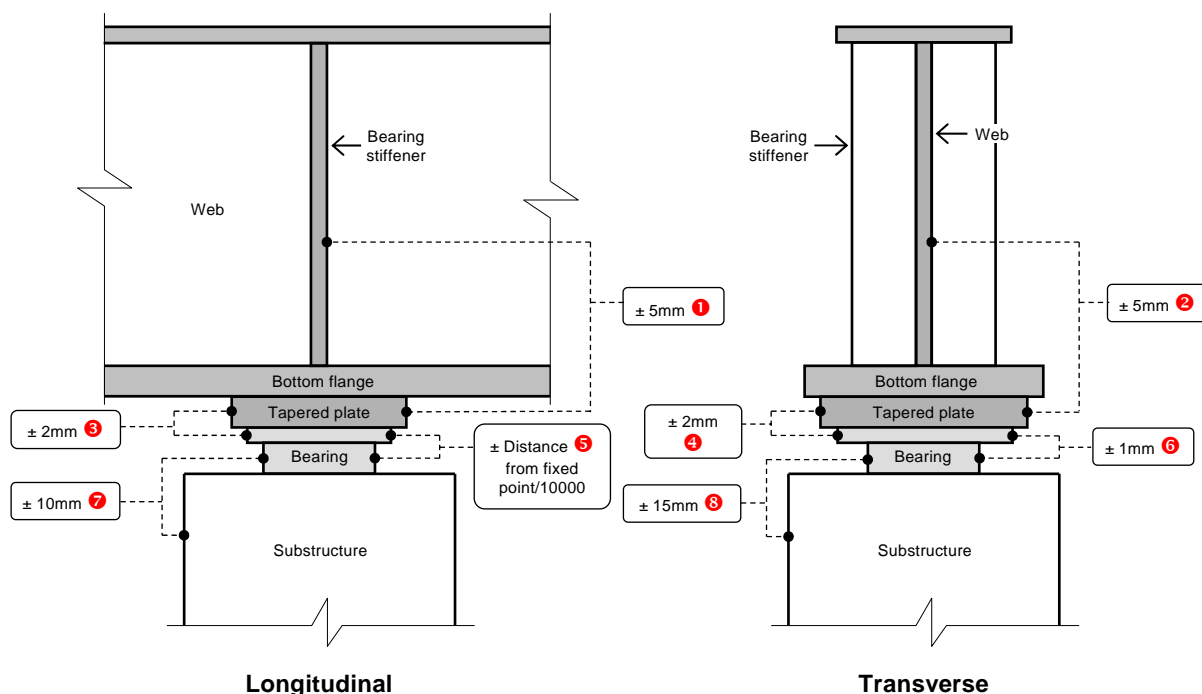 Bearing
stiffener
Web
± 5mm ❶
Bottom flange
Tapered plate
± 2mm ❸
Bearing
± Distance ❺
from fixed
point/10000
± 10mm ❼
Substructure
Longitudinal
Bearing
stiffener
Web
± 5mm ❷
Bottom flange
Tapered plate
± 2mm
❹
Bearing
± 1mm ❻
± 15mm ❽
Substructure
Transverse